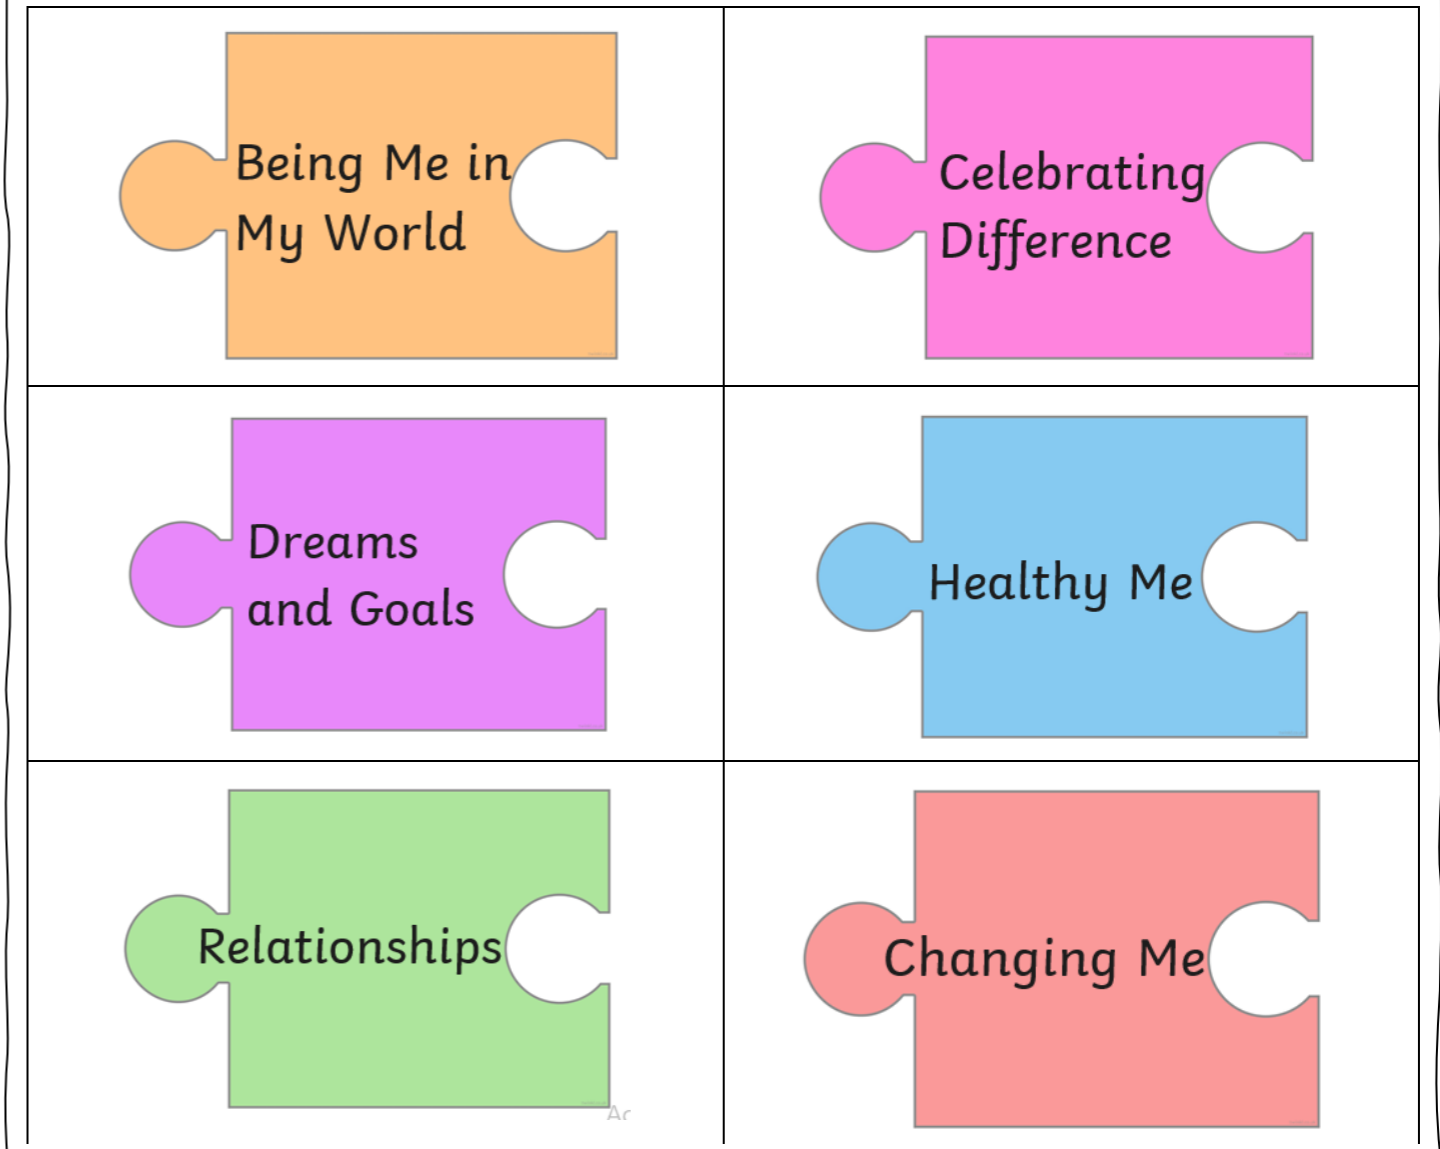 Being Me in
My World
Celebrating
Difference
Dreams
and Goals
Healthy Me
Relationships
Changing Me